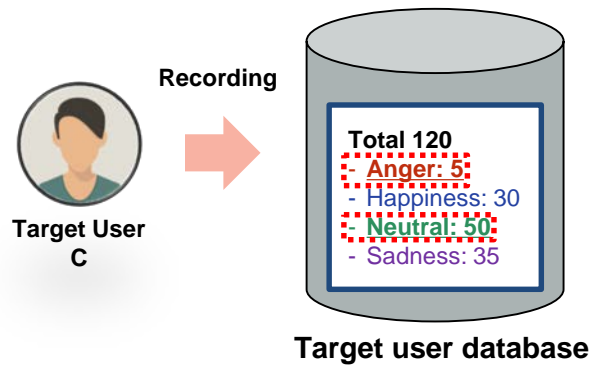 Recording
Target User
C
Total 120
- Anger: 5
- Happiness: 30
- Neutral: 50
- Sadness: 35
Target user database